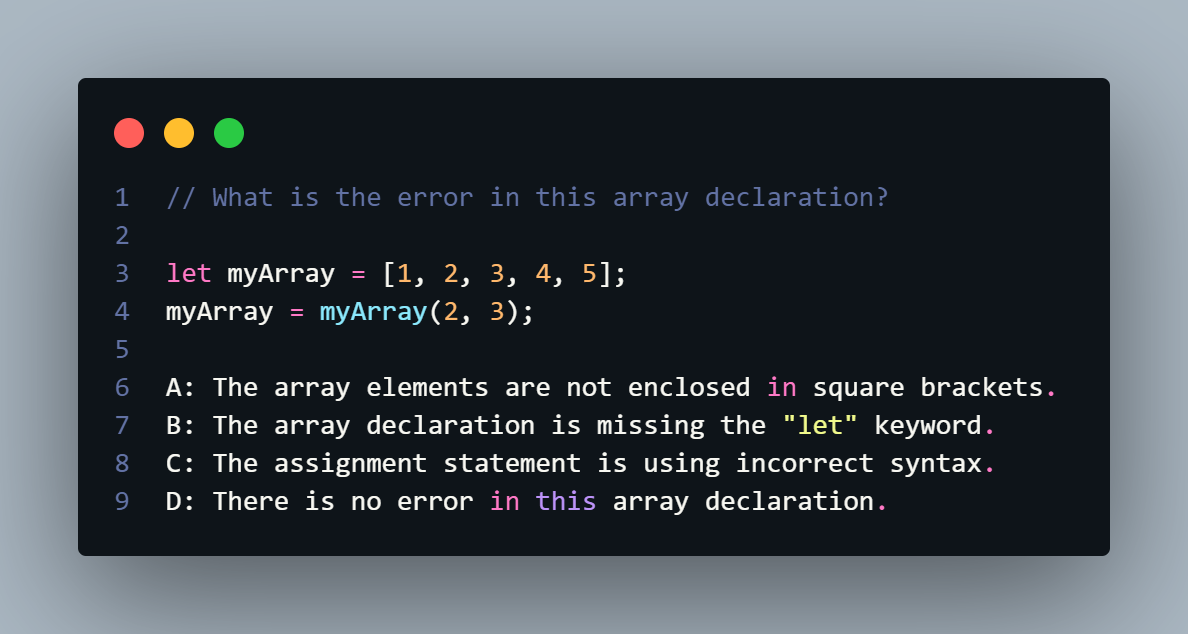 1 // What is the error in this array declaration?
2
3 let myArray = [1, 2, 3, 4, 5];
4 myArray = myArray(2, 3);
5
6 A: The array elements are not enclosed in square brackets.
7 B: The array declaration is missing the "let" keyword.
8 C: The assignment statement is using incorrect syntax.
9 D: There is no error in this array declaration.